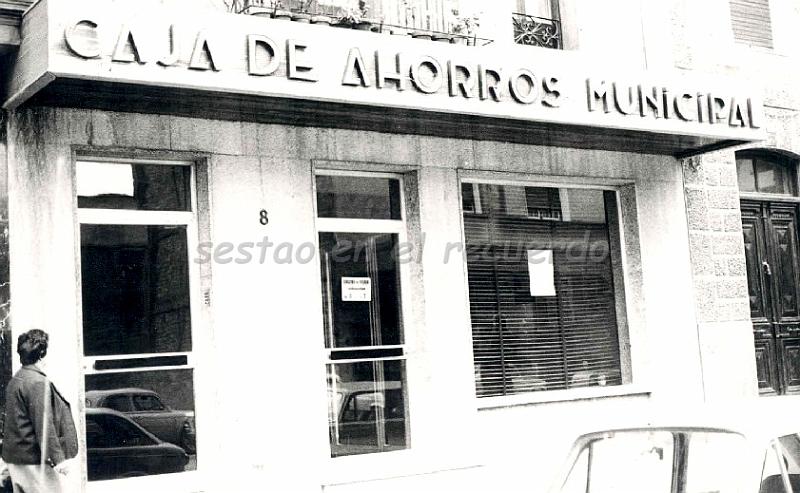 CAJA DE AHORROS MUNICIPAL
8
sestao en el recuerdo